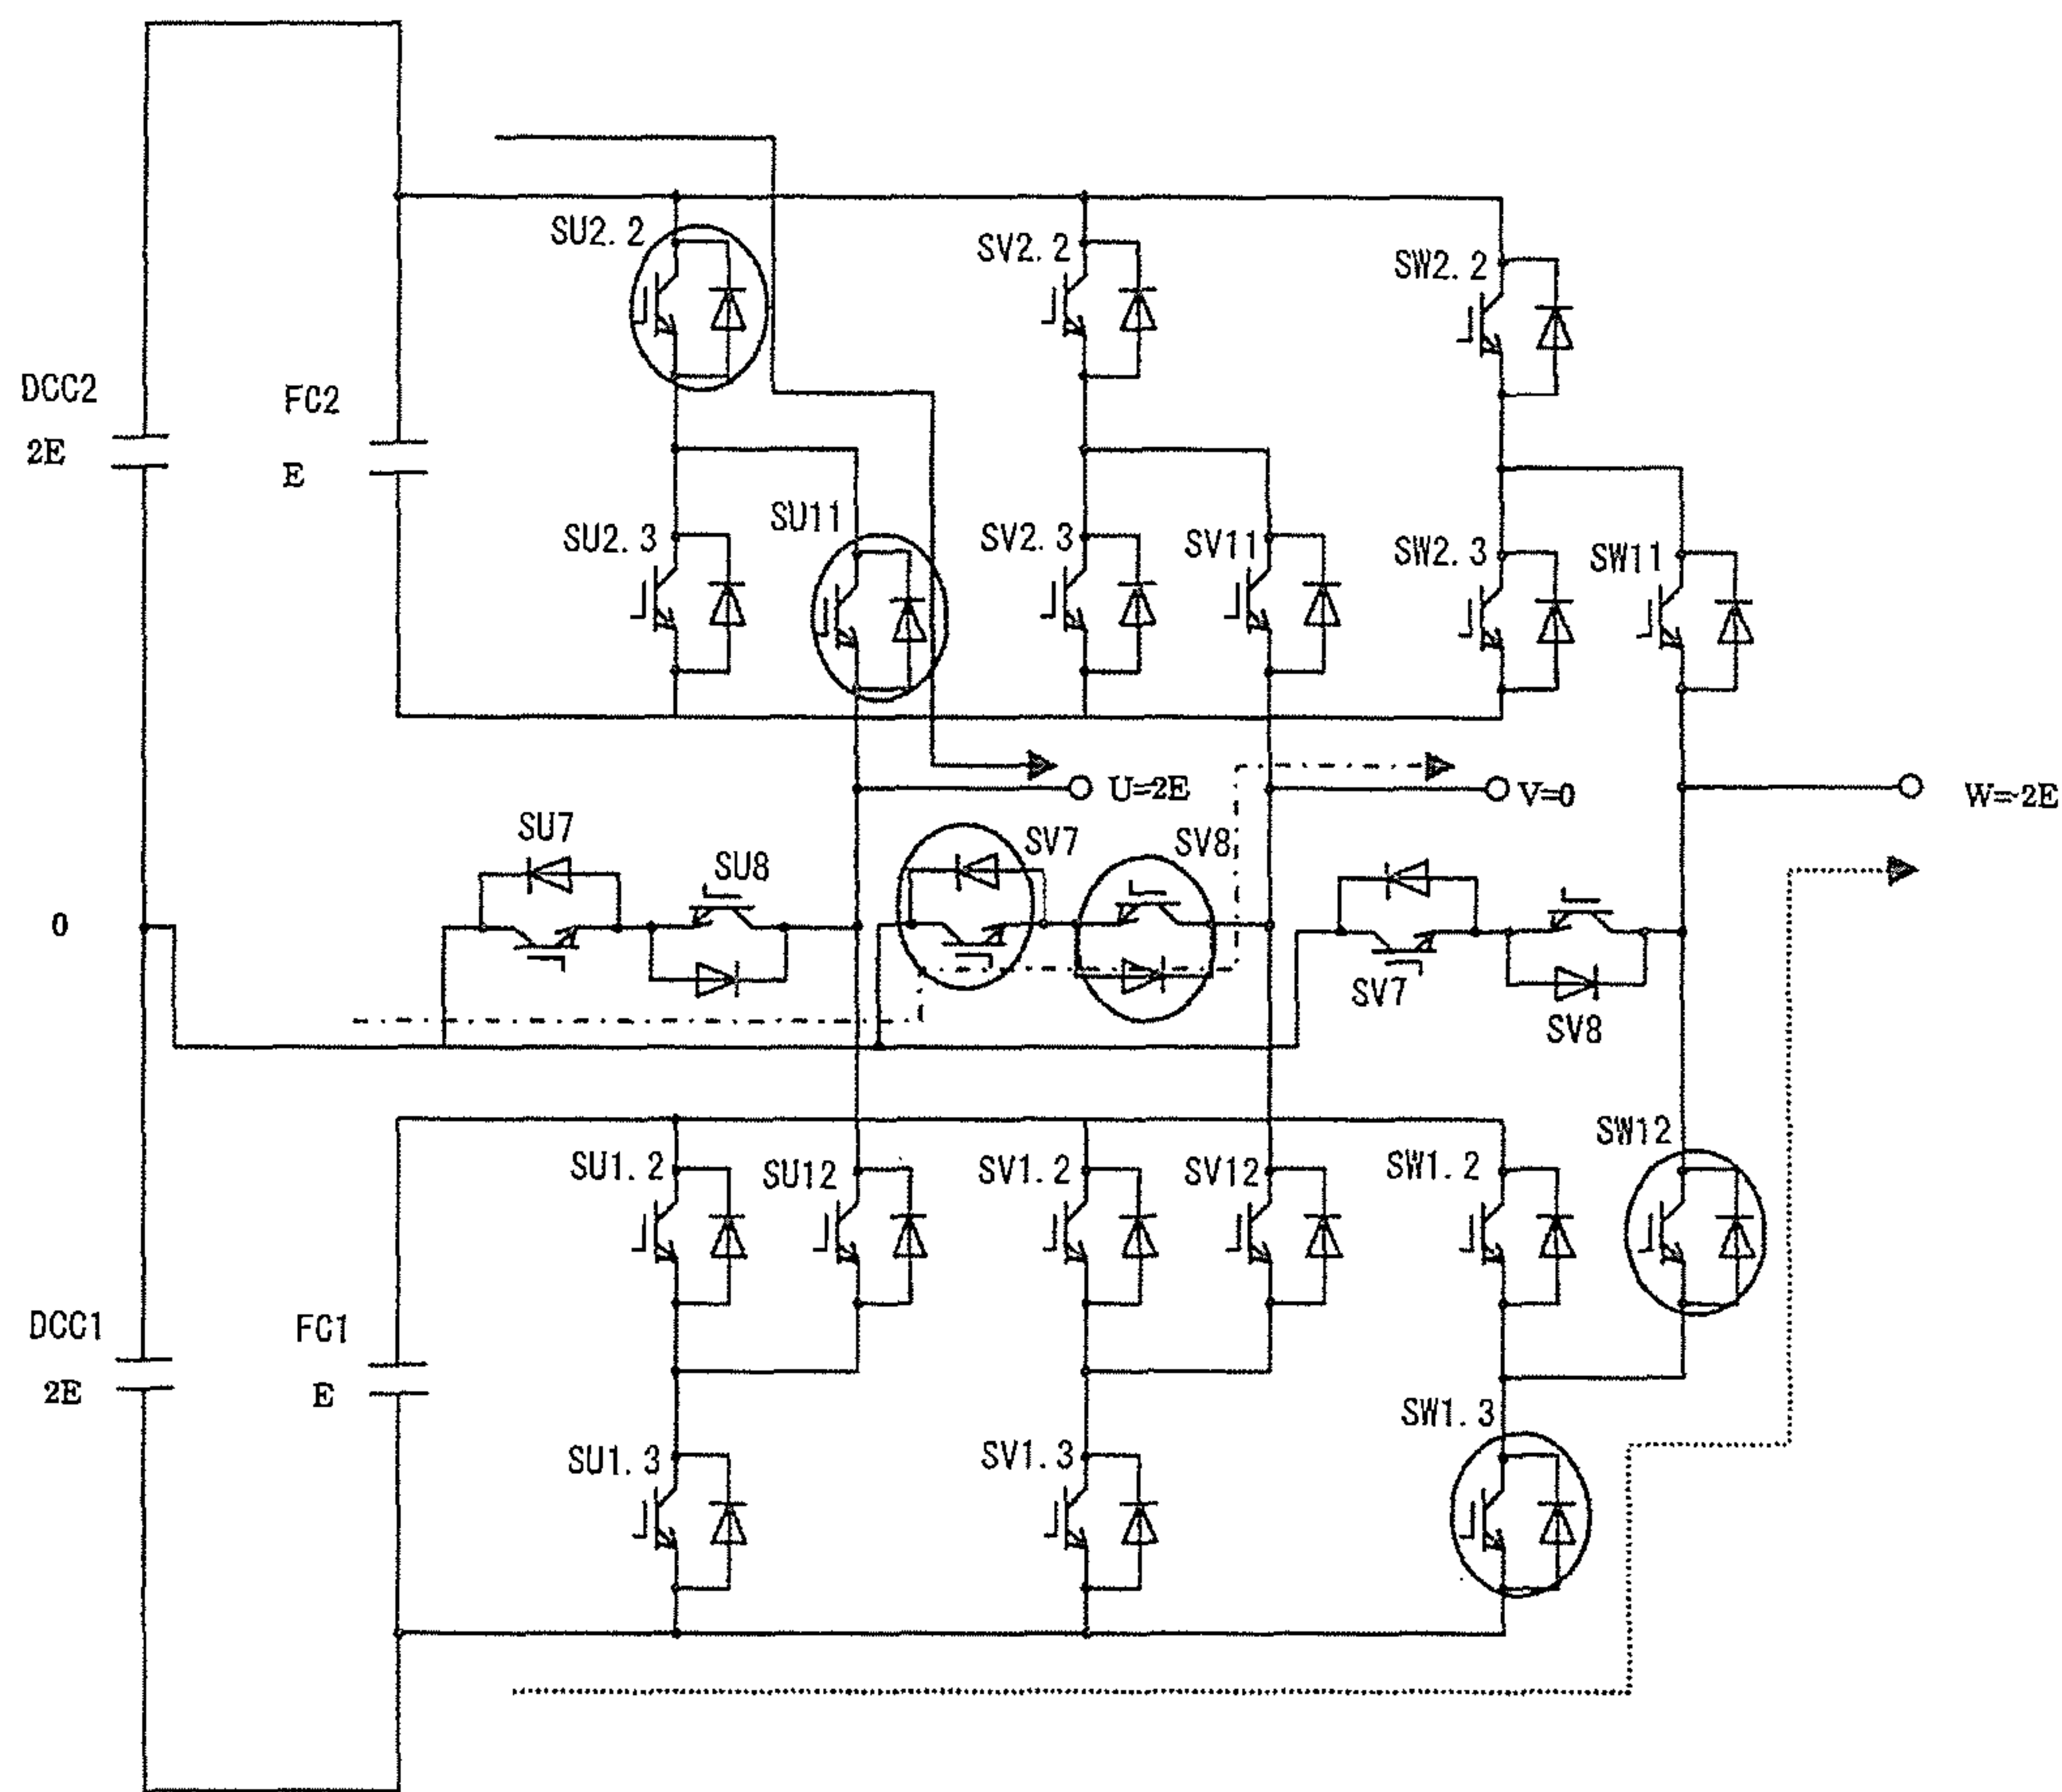 SU2.2
SV2.2
SW2.2
DCC2
2E
FC2
E
SU2.3
SU11
SV2.3
SV11
SW2.3
SW11
U=2E
V=0
W=-2E
SU7
SU8
SV7
SV8
0
SV7
SV8
SU1.2
SU12
SV1.2
SV12
SW1.2
SW12
DCC1
2E
FC1
E
SU1.3
SV1.3
SW1.3